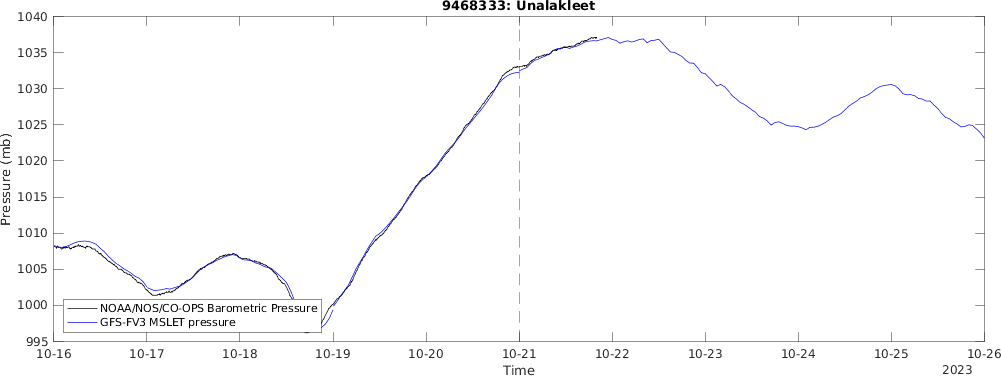 9468333: Unalakleet
1040
1035
1030
1025
1020
1015
1010
1005
1000
995
Pressure (mb)
NOAA/NOS/CO-OPS Barometric Pressure
GFS-FV3 MSLET pressure
10-16 10-17 10-18 10-19 10-20 10-21 10-22 10-23 10-24 10-25 10-26
Time
2023